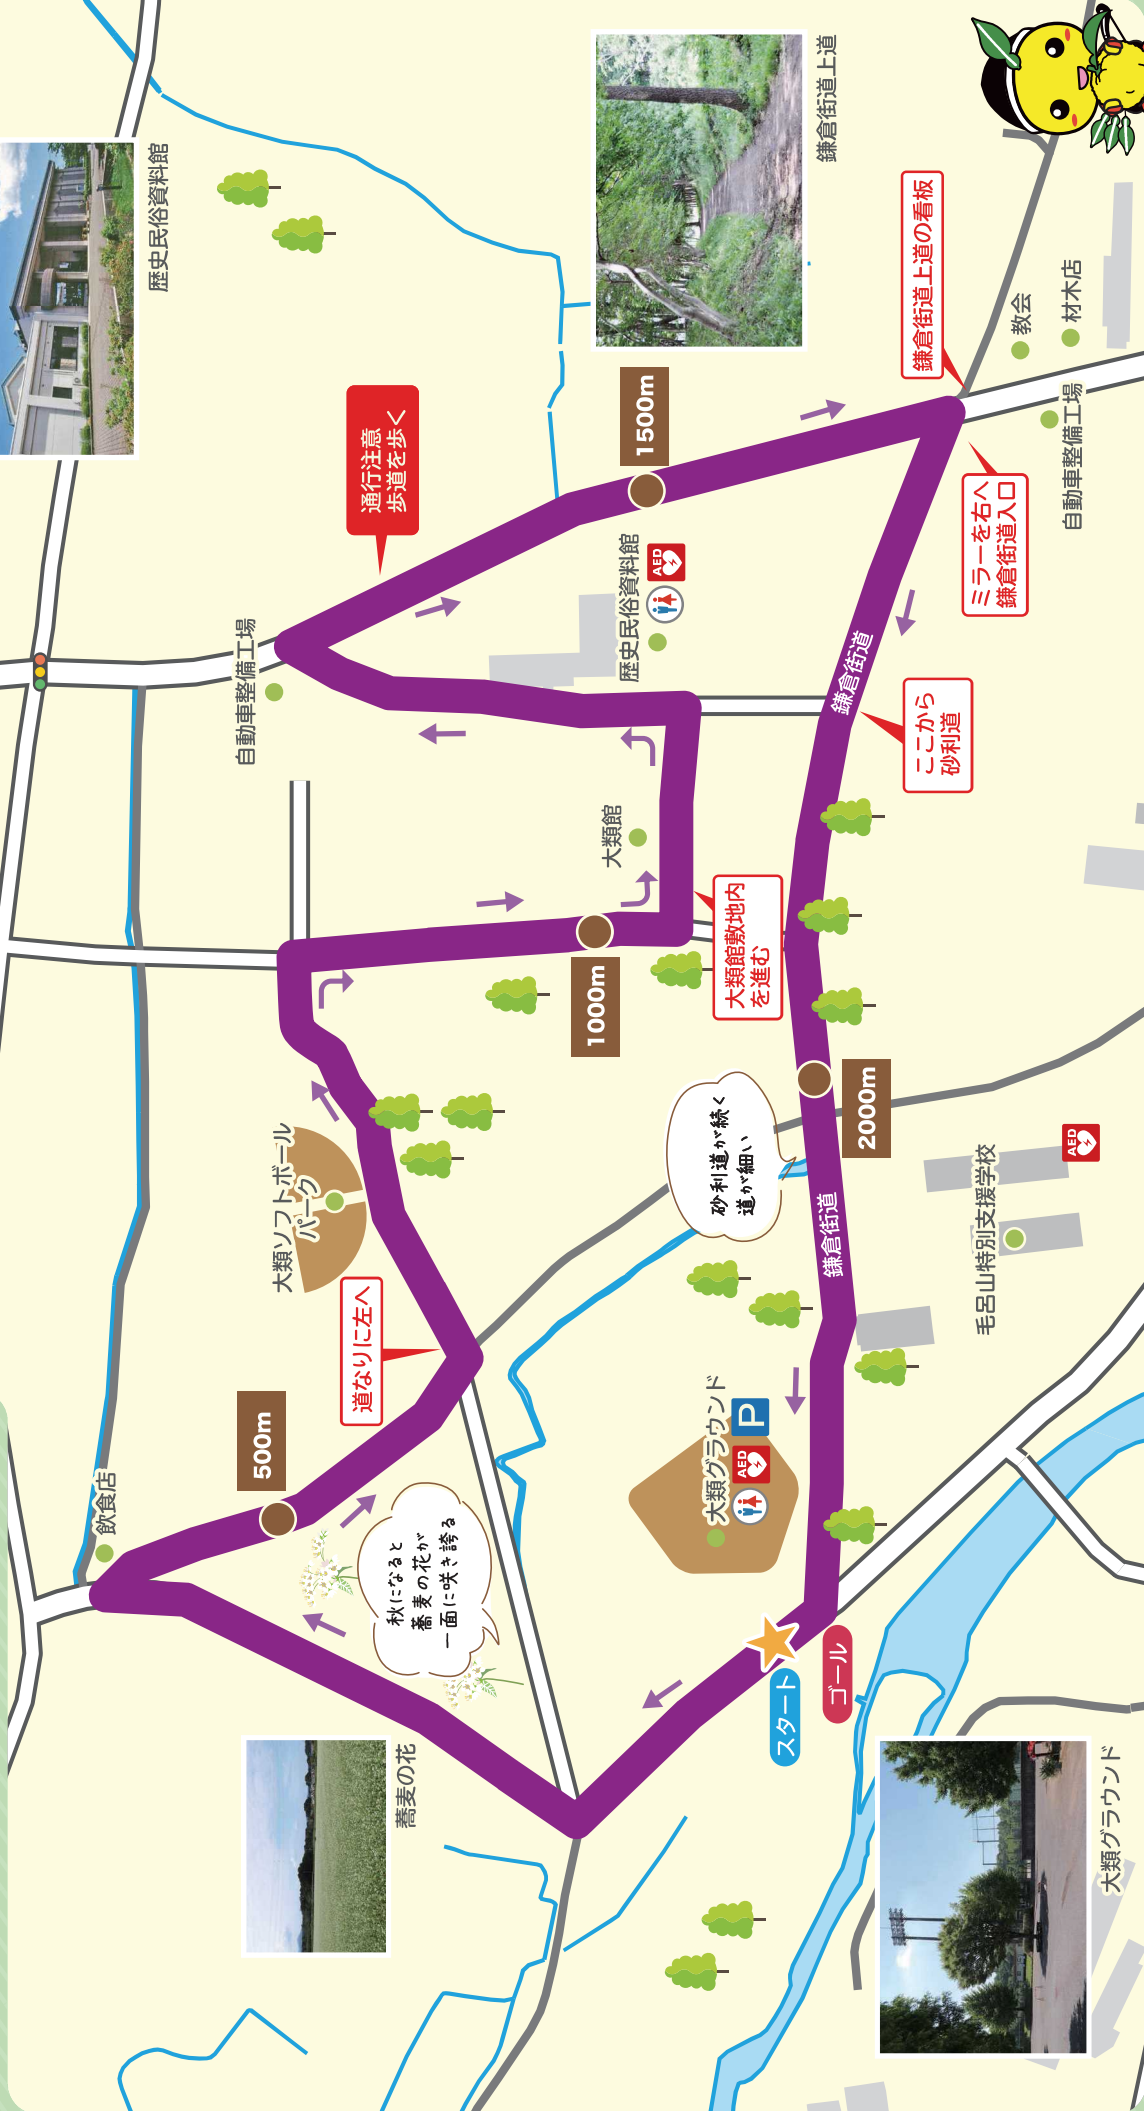 飲食店
500m
大類ソフトボール
パーク
道なりに左へ
秋になると
蕎麦の花が
一面に咲き誇る
蕎麦の花
自動車整備工場
通行注意
歩道を歩く
歴史民俗資料館
1000m
大類館
歴史民俗資料館
AED
1500m
鎌倉街道上道
大類館敷地内
を進む
砂利道が続く
道が細い
大類グラウンド
AED
P
スタート
ゴール
鎌倉街道
2000m
鎌倉街道
ここから
砂利道
ミラーを右へ
鎌倉街道入口
鎌倉街道上道の看板
教会
材木店
自動車整備工場
毛呂山特別支援学校
AED
大類グラウンド